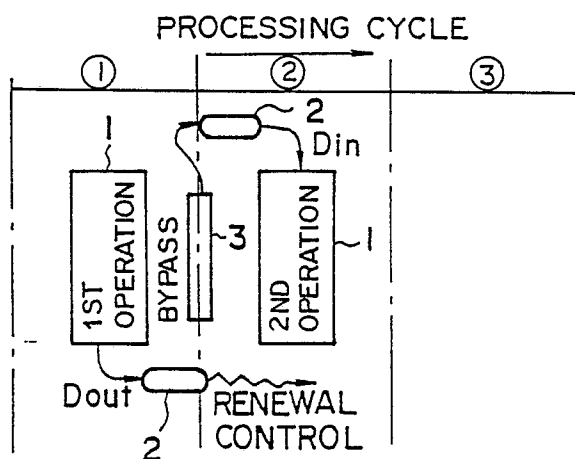 PROCESSING CYCLE
① ② ③
2
Din
1
1ST
OPERATION
BYPASS
3
2ND
OPERATION
1
Dout
2
RENEWAL
CONTROL